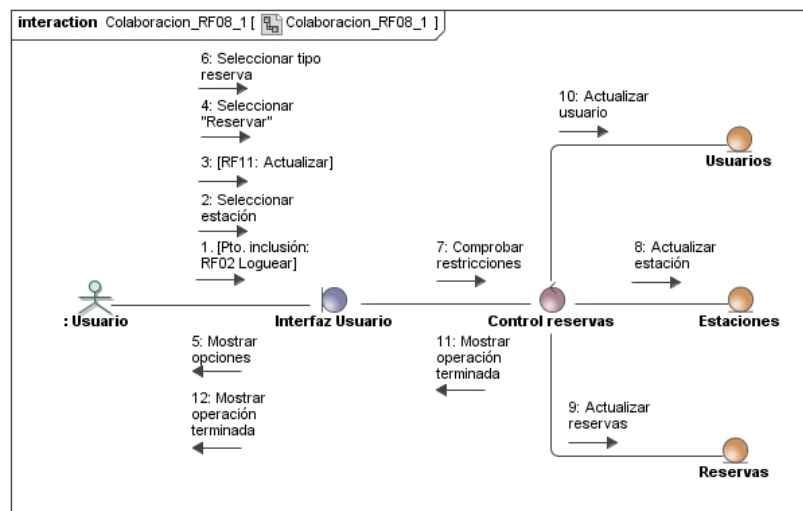 interaction Colaboracion_RF08_1 [ Colaboracion_RF08_1 ]
6: Seleccionar tipo
reserva
4: Seleccionar
"Reservar"
3: [RF11: Actualizar]
2: Seleccionar
estación
1. [Pto. inclusión:
RF02 Loguear]
10: Actualizar
usuario
Usuarios
7: Comprobar
restricciones
8: Actualizar
estación
: Usuario
Interfaz Usuario
Control reservas
Estaciones
5: Mostrar
opciones
11: Mostrar
operación
terminada
12: Mostrar
operación
terminada
9: Actualizar
reservas
Reservas